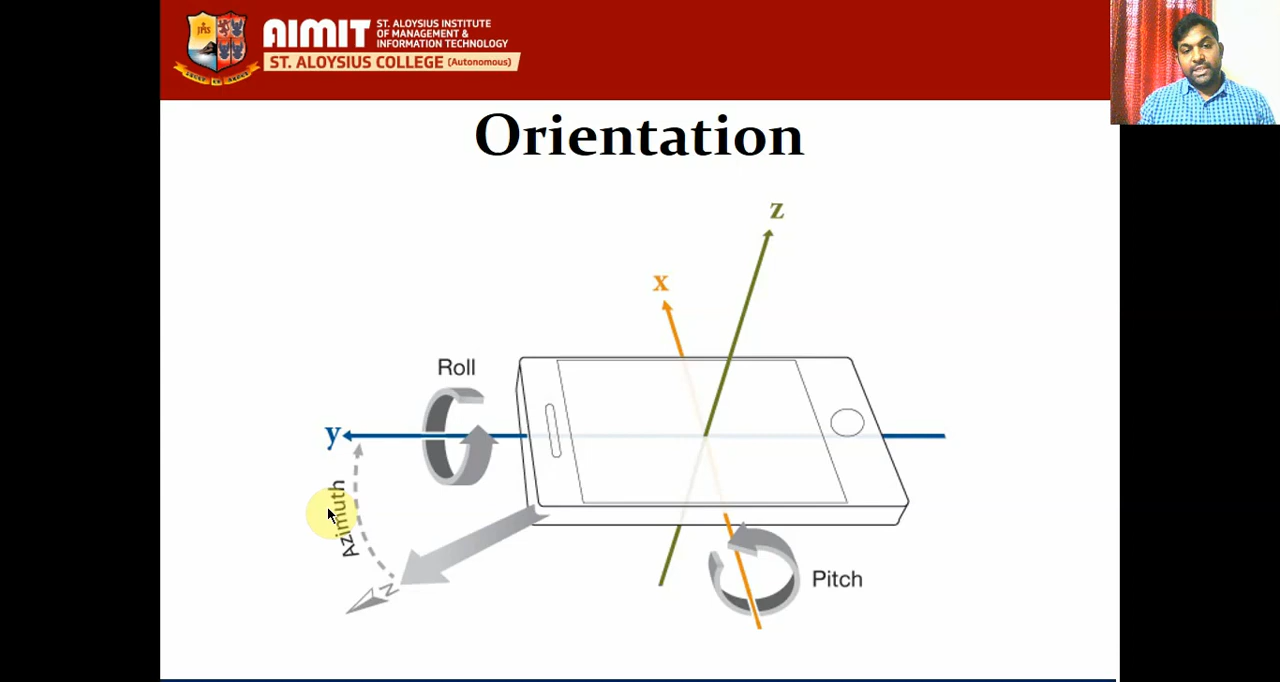 AIMIT
ST. ALOYSIUS INSTITUTE
OF MANAGEMENT &
INFORMATION TECHNOLOGY
ST. ALOYSIUS COLLEGE (Autonomous)
Orientation
z
x
Roll
y
Azimuth
N
Pitch